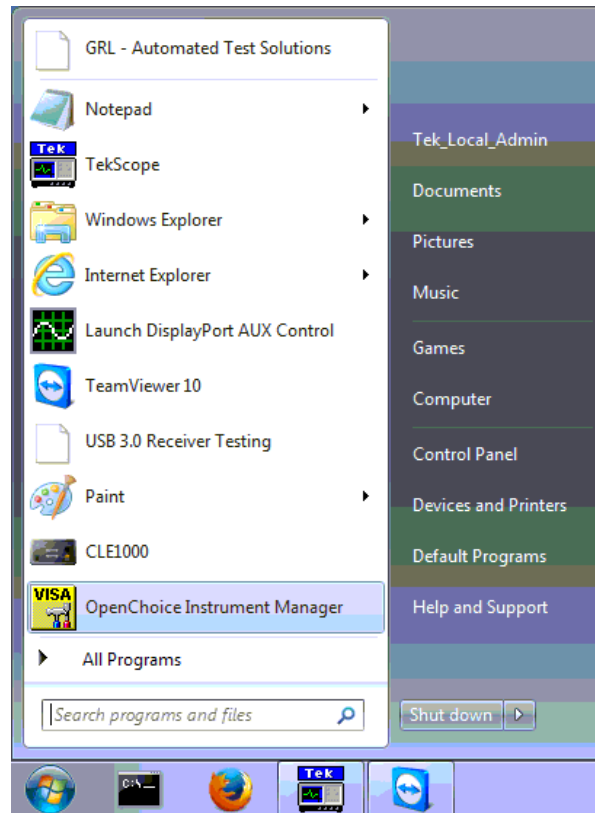 GRL - Automated Test Solutions
Notepad
Tek
TekScope
Windows Explorer
Internet Explorer
Launch DisplayPort AUX Control
TeamViewer 10
USB 3.0 Receiver Testing
Paint
CLE1000
VISA
OpenChoice Instrument Manager
All Programs
Search programs and files
Tek_Local_Admin
Documents
Pictures
Music
Games
Computer
Control Panel
Devices and Printers
Default Programs
Help and Support
Shut down
C:\_
Tek